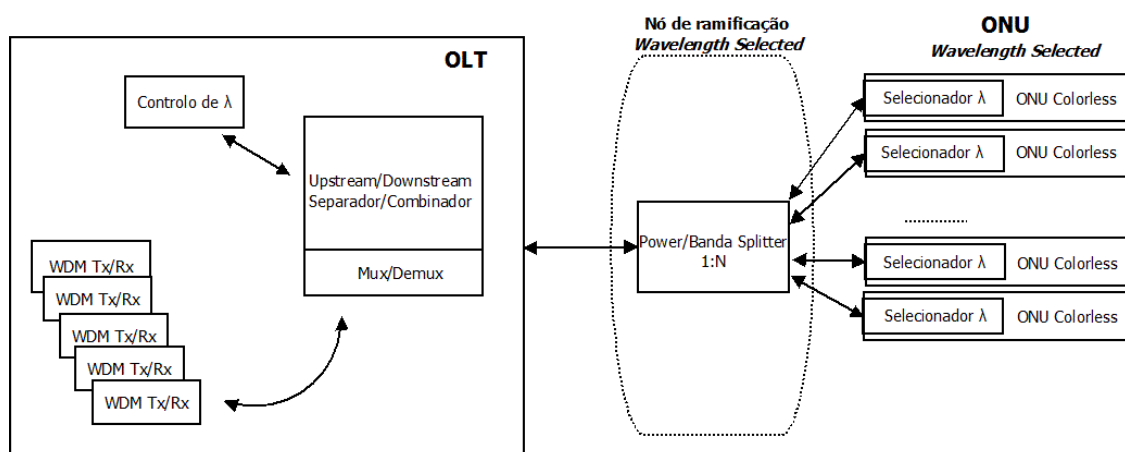 OLT
Controlo de λ
Upstream/Downstream
Separador/Combinador
Mux/Demux
WDM Tx/Rx
WDM Tx/Rx
WDM Tx/Rx
WDM Tx/Rx
WDM Tx/Rx
Nó de ramificação
Wavelength Selected
Power/Banda Splitter
1:N
ONU
Wavelength Selected
Selecionador λ ONU Colorless
Selecionador λ ONU Colorless
Selecionador λ ONU Colorless
Selecionador λ ONU Colorless